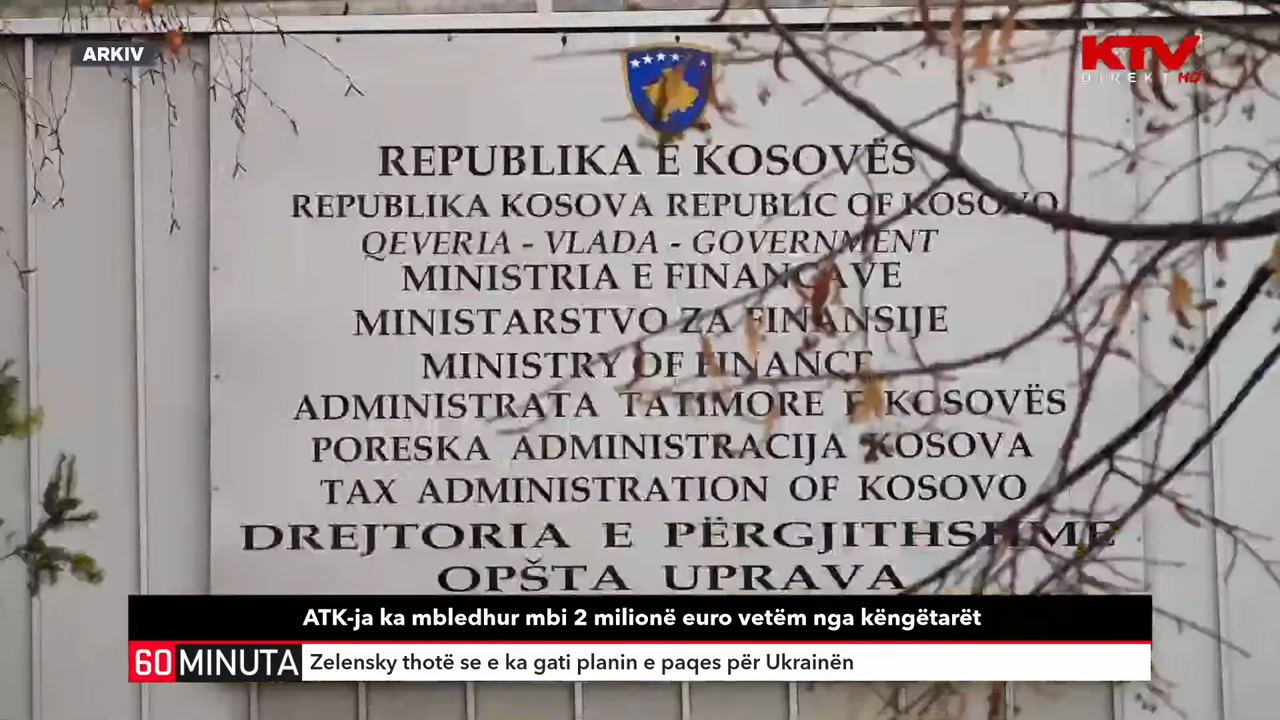 ARKIV
KTV
DIREKT HD
REPUBLIKA E KOSOVËS
REPUBLIKA KOSOVA REPUBLIC OF KOSOVO
QEVERIA - VLADA - GOVERNMENT
MINISTRIA E FINANCAVE
MINISTARSTVO ZA FINANSIJE
MINISTRY OF FINANCE
ADMINISTRATA TATIMORE E KOSOVËS
PORESKA ADMINISTRACIJA KOSOVA
TAX ADMINISTRATION OF KOSOVO
DREJTORIA E PËRGJITHSHME
OPŠTA UPRAVA
ATK-ja ka mbledhur mbi 2 milionë euro vetëm nga këngëtarët
60 MINUTA
Zelensky thotë se e ka gati planin e paqes për Ukrainën